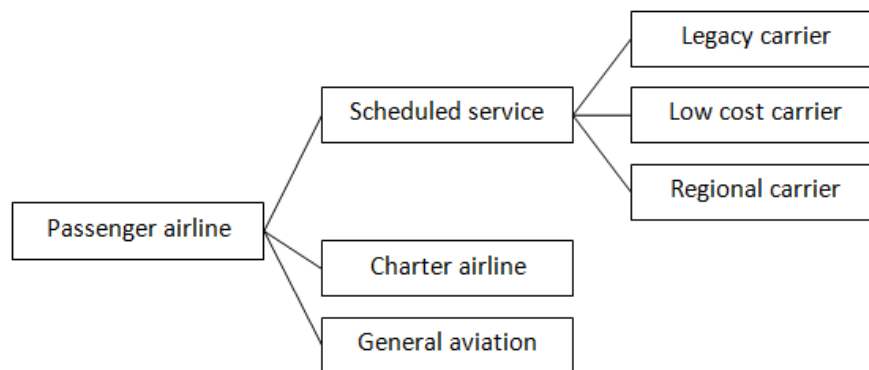 Legacy carrier
Scheduled service
Low cost carrier
Regional carrier
Passenger airline
Charter airline
General aviation